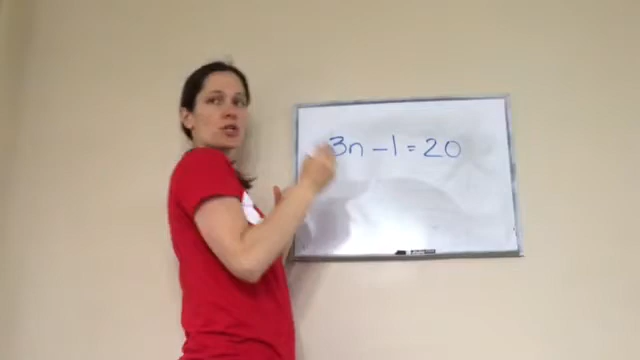 3n - 1 = 20